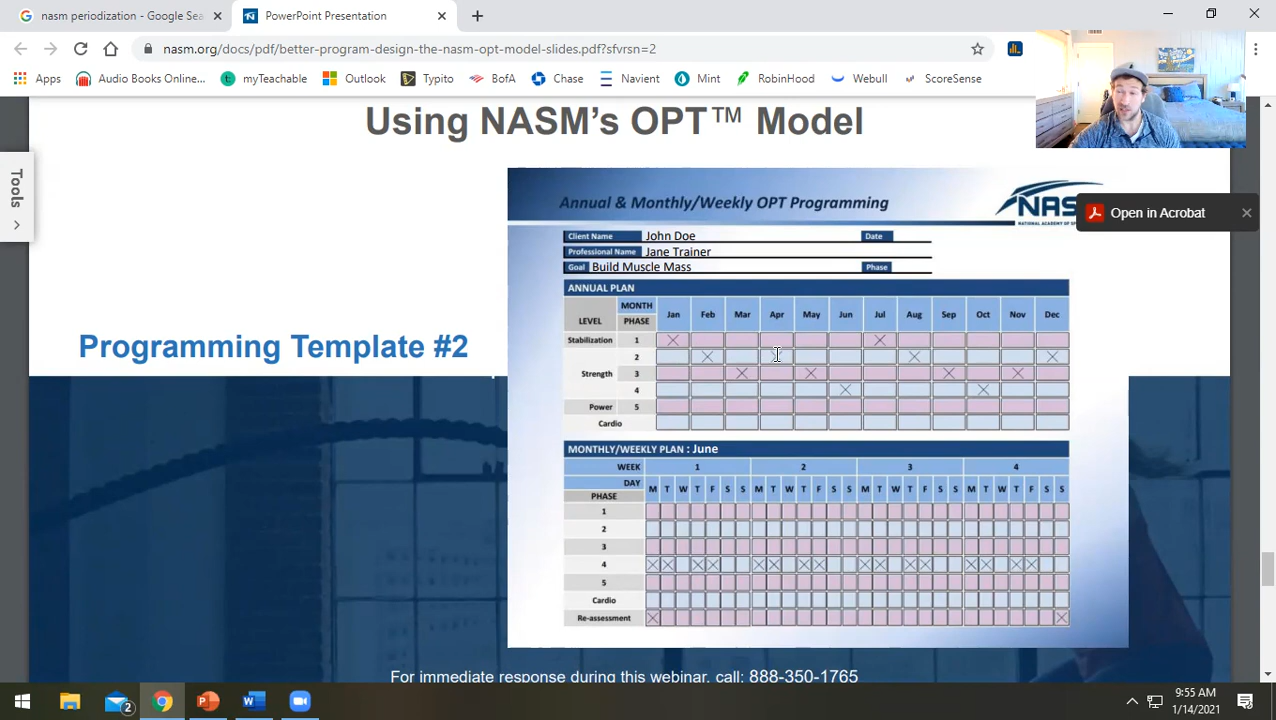 nasm periodization - Google Sea
PowerPoint Presentation
nasm.org/docs/pdf/better-program-design-the-nasm-opt-model-slides.pdf?sfvrsn=2
Apps Audio Books Online... myTeachable Outlook Typito BofA Chase Navient Mint RobinHood Webull ScoreSense
Using NASM's OPT™ Model
Tools
Open in Acrobat
Annual & Monthly/Weekly OPT Programming
NAS
Client Name John Doe Date
Professional Name Jane Trainer
Goal Build Muscle Mass Phase
ANNUAL PLAN
LEVEL MONTH PHASE Jan Feb Mar Apr May Jun Jul Aug Sep Oct Nov Dec
Stabilization 1
2
Strength 3
4
Power 5
Cardio
Programming Template #2
MONTHLY/WEEKLY PLAN : June
WEEK 1 2 3 4
DAY M T W T F S S M T W T F S S M T W T F S S M T W T F S S
PHASE
1
2
3
4
5
Cardio
Re-assessment
For immediate response during this webinar, call: 888-350-1765
2
9:55 AM
1/14/2021